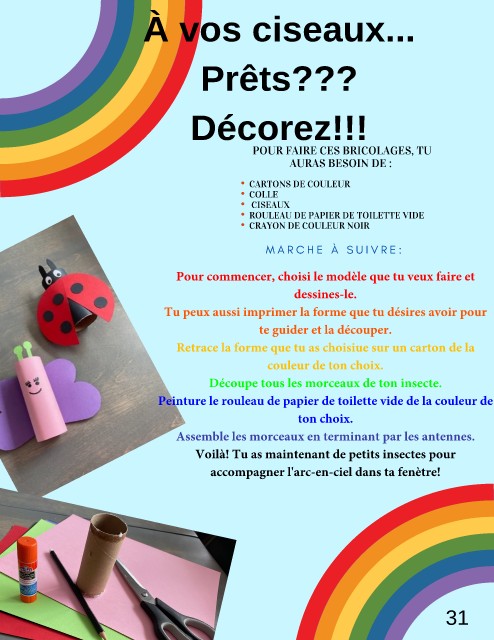 À vos ciseaux...
Prêts???
Décorez!!!
POUR FAIRE CES BRICOLAGES, TU
AURAS BESOIN DE :
• CARTONS DE COULEUR
• COLLE
• CISEAUX
• ROULEAU DE PAPIER DE TOILETTE VIDE
• CRAYON DE COULEUR NOIR
MARCHE À SUIVRE:
Pour commencer, choisi le modèle que tu veux faire et
dessines-le.
Tu peux aussi imprimer la forme que tu désires avoir pour
te guider et la découper.
Retrace la forme que tu as choisiue sur un carton de la
couleur de ton choix.
Découpe tous les morceaux de ton insecte.
Peinture le rouleau de papier de toilette vide de la couleur de
ton choix.
Assemble les morceaux en terminant par les antennes.
Voilà! Tu as maintenant de petits insectes pour
accompagner l'arc-en-ciel dans ta fenêtre!
31